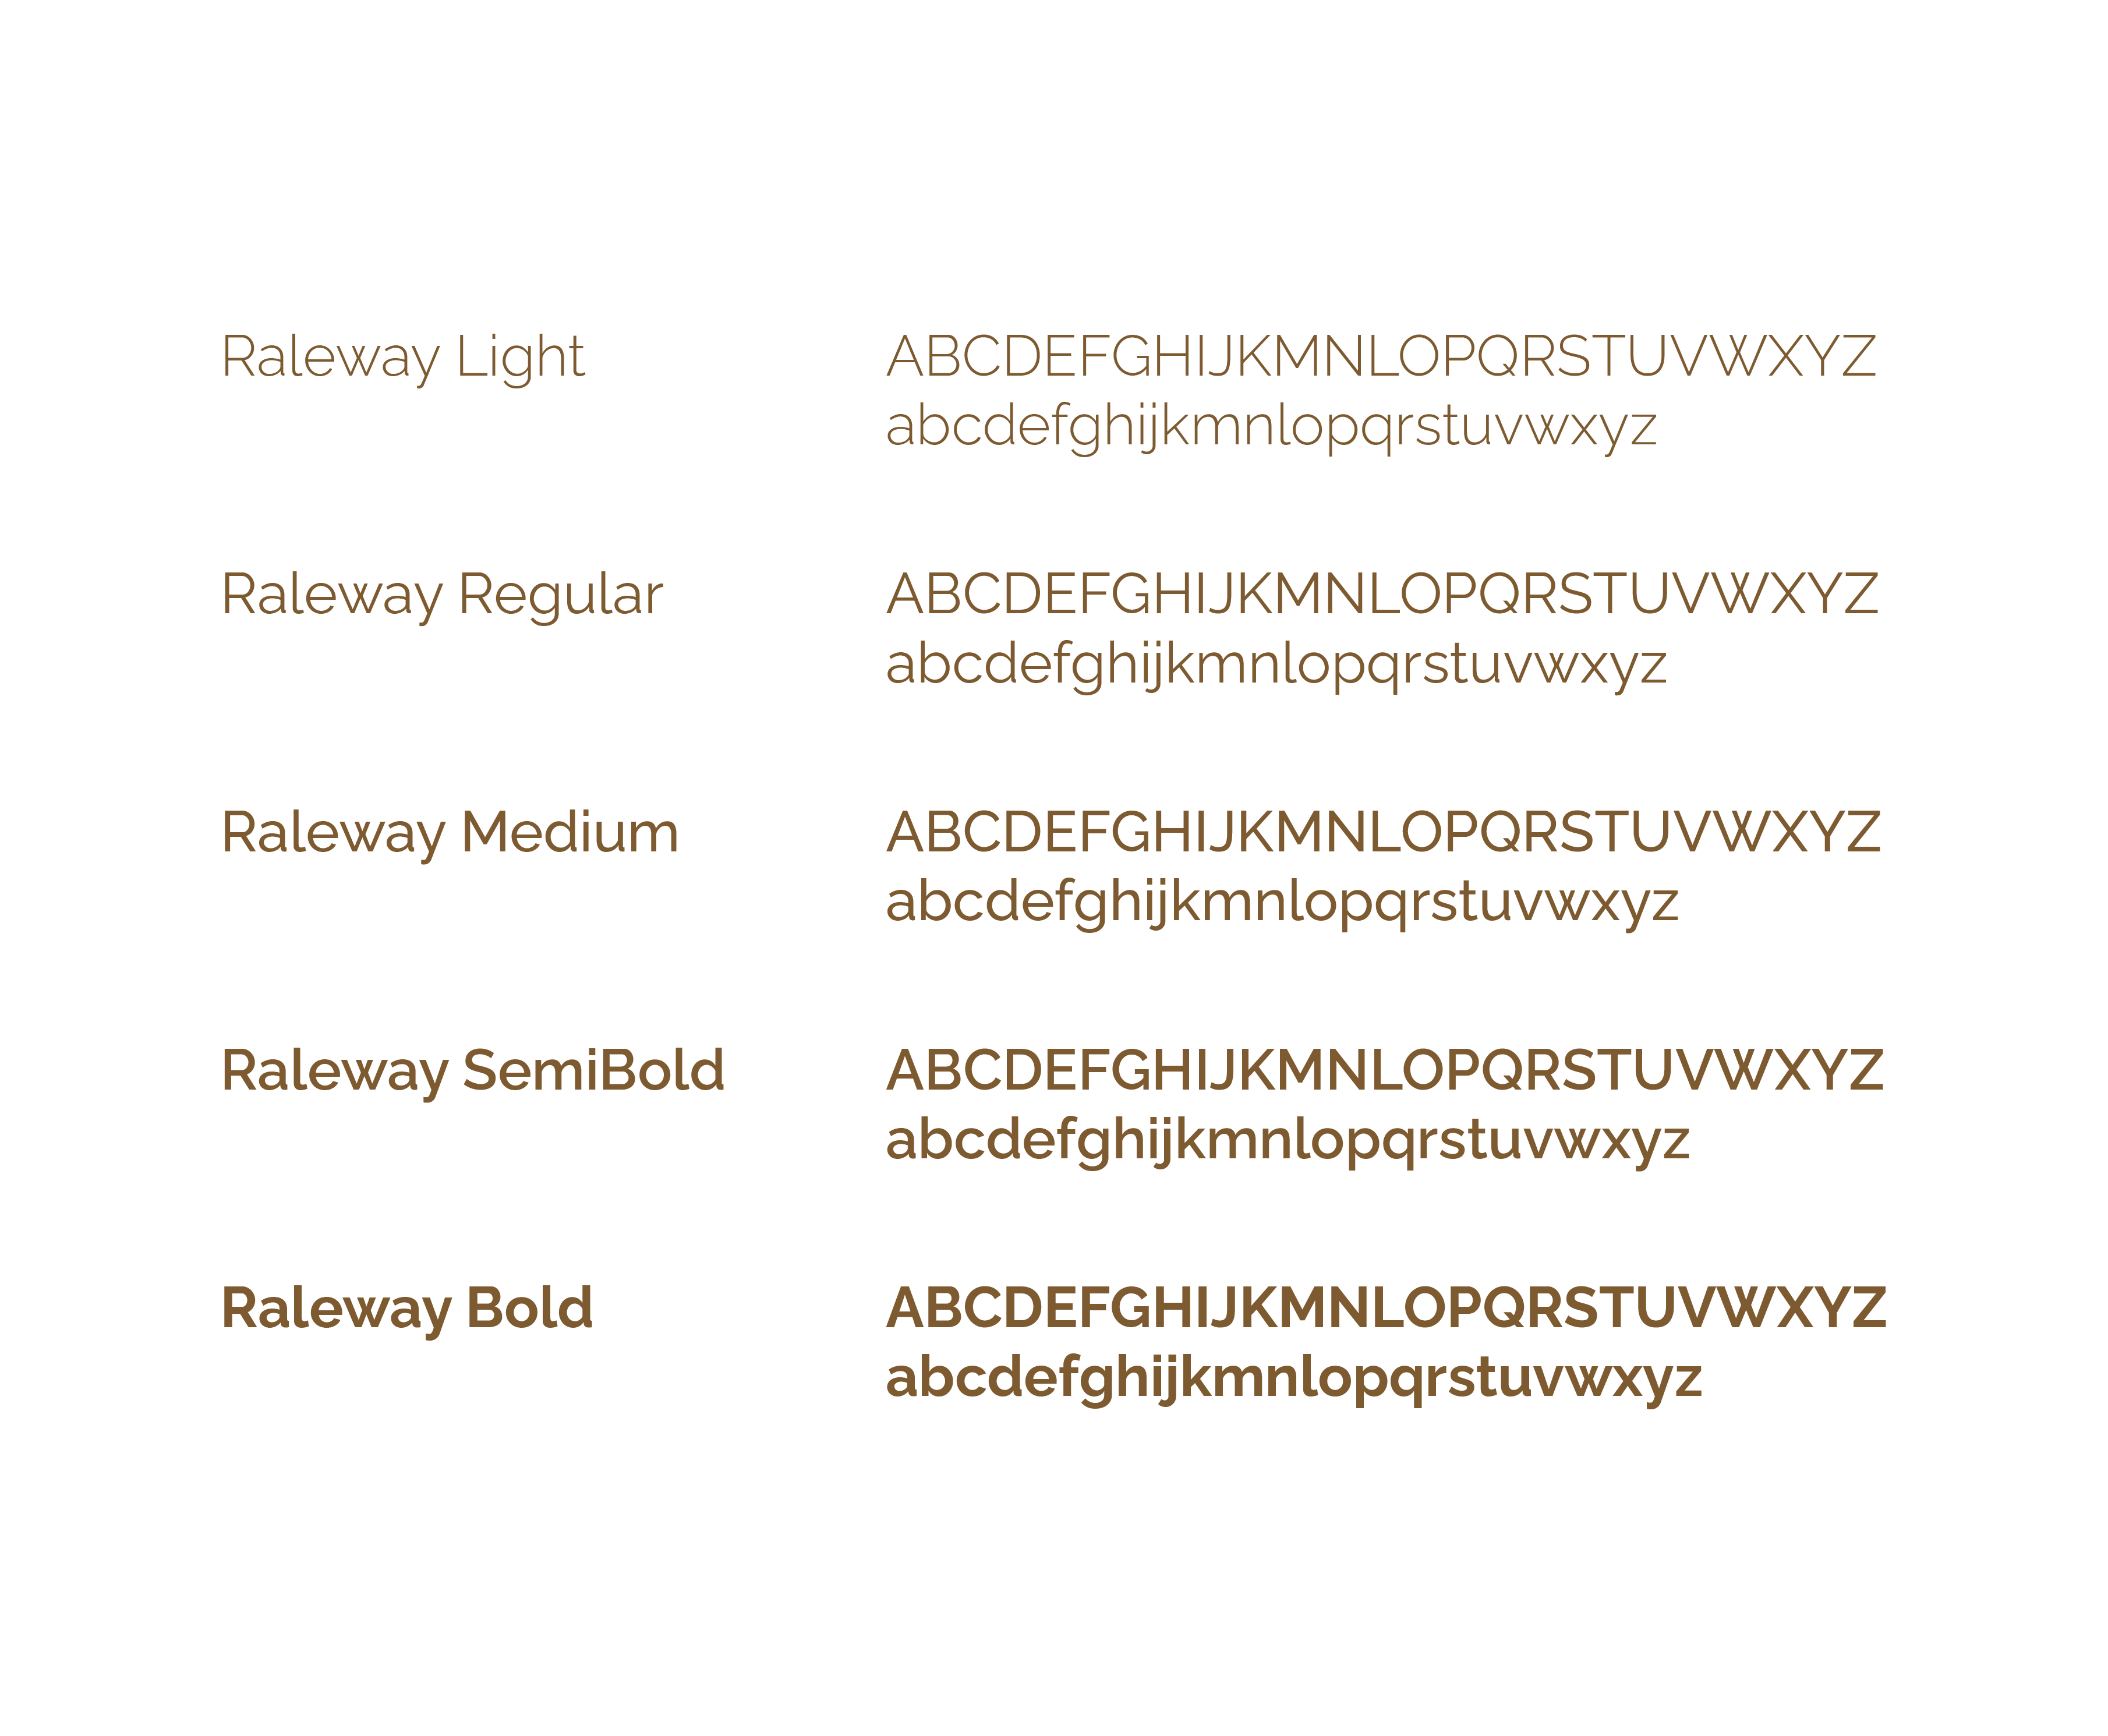 Raleway Light
ABCDEFGHIJKMNLOPQRSTUVWXYZ
abcdefghijkmnlopqrstuvwxyz
Raleway Regular
ABCDEFGHIJKMNLOPQRSTUVWXYZ
abcdefghijkmnlopqrstuvwxyz
Raleway Medium
ABCDEFGHIJKMNLOPQRSTUVWXYZ
abcdefghijkmnlopqrstuvwxyz
Raleway SemiBold
ABCDEFGHIJKMNLOPQRSTUVWXYZ
abcdefghijkmnlopqrstuvwxyz
Raleway Bold
ABCDEFGHIJKMNLOPQRSTUVWXYZ
abcdefghijkmnlopqrstuvwxyz